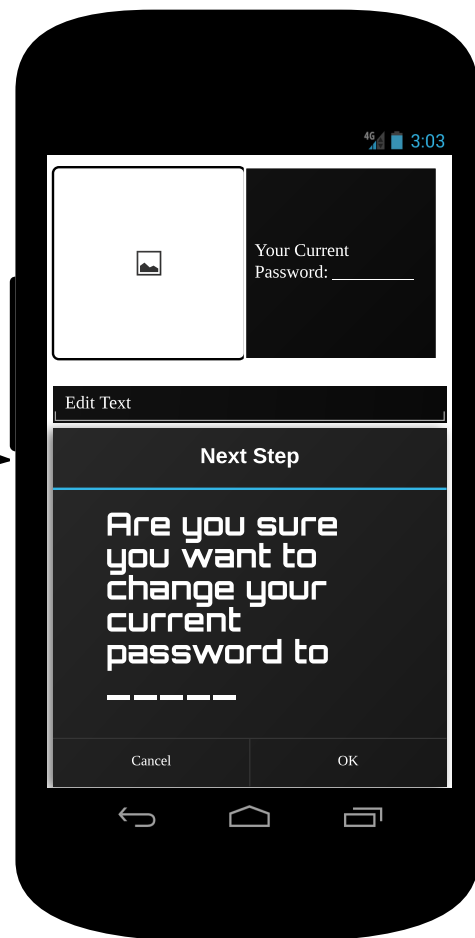 4G 3:03
Your Current
Password: _________
Edit Text
Next Step
Are you sure
you want to
change your
current
password to
_____
Cancel OK